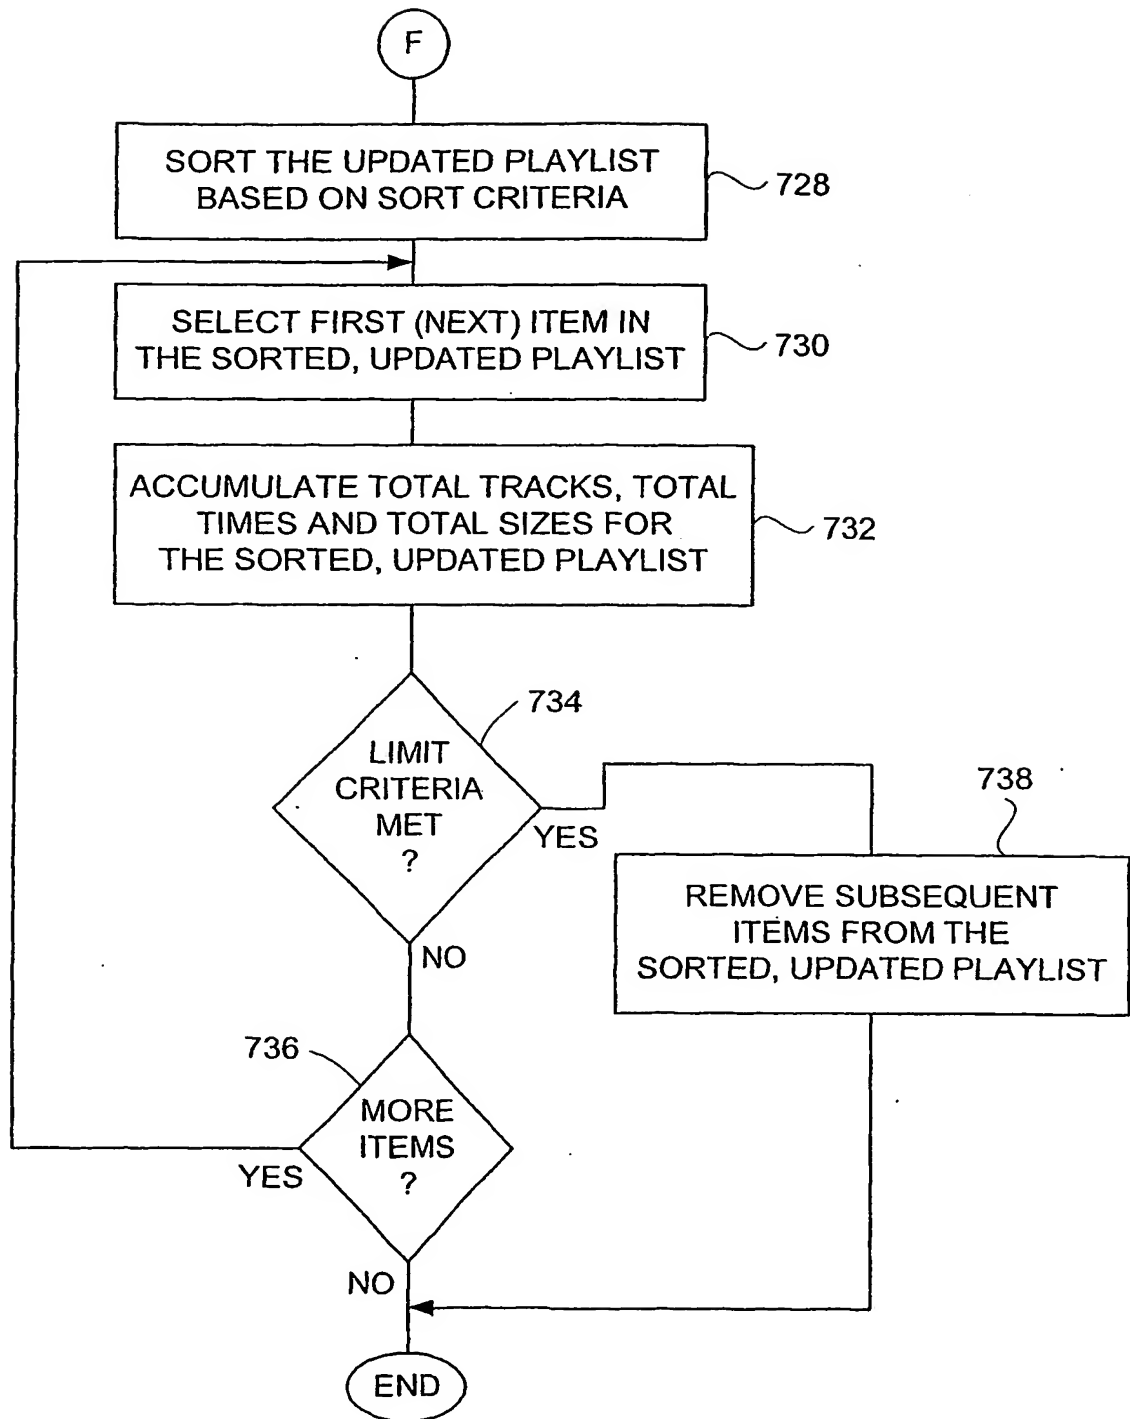 F
SORT THE UPDATED PLAYLIST
BASED ON SORT CRITERIA
728
SELECT FIRST (NEXT) ITEM IN
THE SORTED, UPDATED PLAYLIST
730
ACCUMULATE TOTAL TRACKS, TOTAL
TIMES AND TOTAL SIZES FOR
THE SORTED, UPDATED PLAYLIST
732
734
LIMIT
CRITERIA
MET
?
YES
NO
738
REMOVE SUBSEQUENT
ITEMS FROM THE
SORTED, UPDATED PLAYLIST
736
MORE
ITEMS
?
YES
NO
END